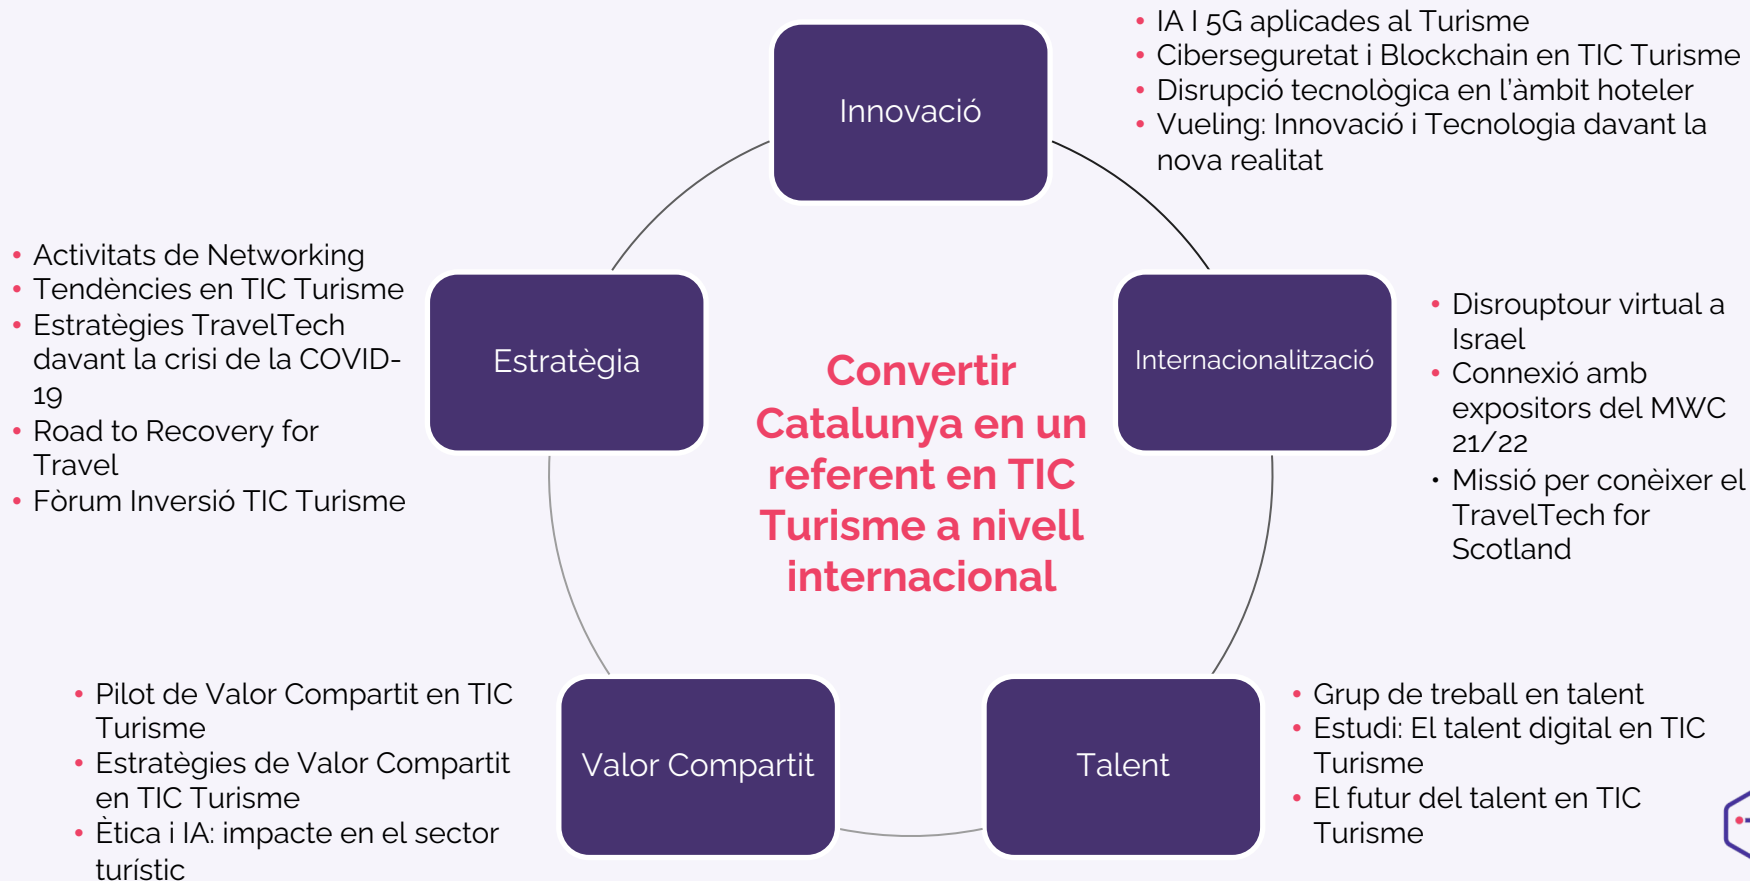 Innovació
• IA I 5G aplicades al Turisme
• Ciberseguretat i Blockchain en TIC Turisme
• Disrupció tecnològica en l’àmbit hoteler
• Vueling: Innovació i Tecnologia davant la
nova realitat
• Activitats de Networking
• Tendències en TIC Turisme
• Estratègies TravelTech
davant la crisi de la COVID-
19
• Road to Recovery for
Travel
• Fòrum Inversió TIC Turisme
Estratègia
Convertir
Catalunya en un
referent en TIC
Turisme a nivell
internacional
Internacionalització
• Disrouptour virtual a
Israel
• Connexió amb
expositors del MWC
21/22
• Missió per conèixer el
TravelTech for
Scotland
• Pilot de Valor Compartit en TIC
Turisme
• Estratègies de Valor Compartit
en TIC Turisme
• Ètica i IA: impacte en el sector
turístic
Valor Compartit
Talent
• Grup de treball en talent
• Estudi: El talent digital en TIC
Turisme
• El futur del talent en TIC
Turisme